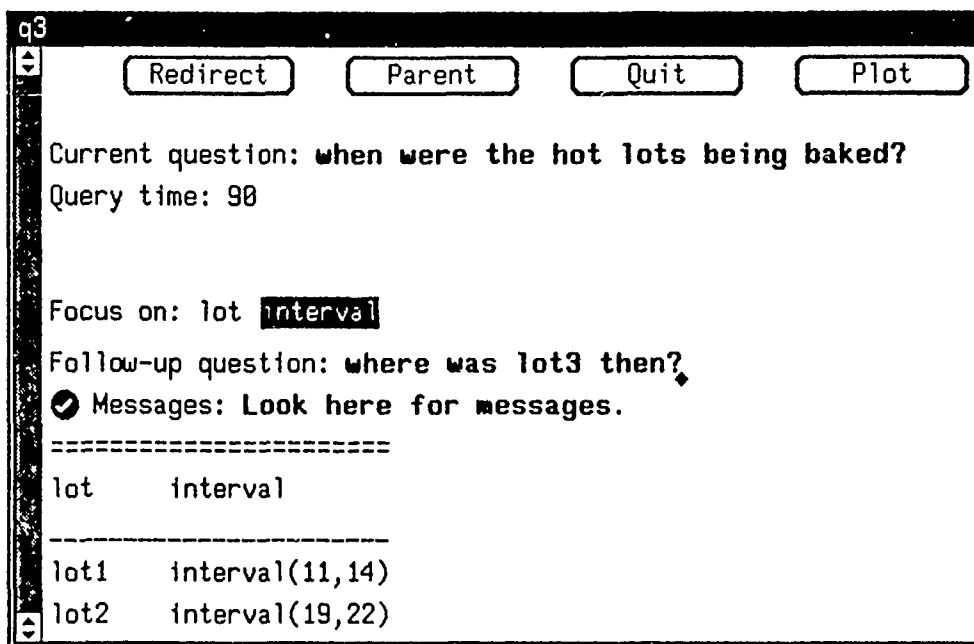 q3
Redirect Parent Quit Plot
Current question: when were the hot lots being baked?
Query time: 90
Focus on: lot interval
Follow-up question: where was lot3 then?
Messages: Look here for messages.
=======================
lot interval
-----------------------
lot1 interval(11,14)
lot2 interval(19,22)